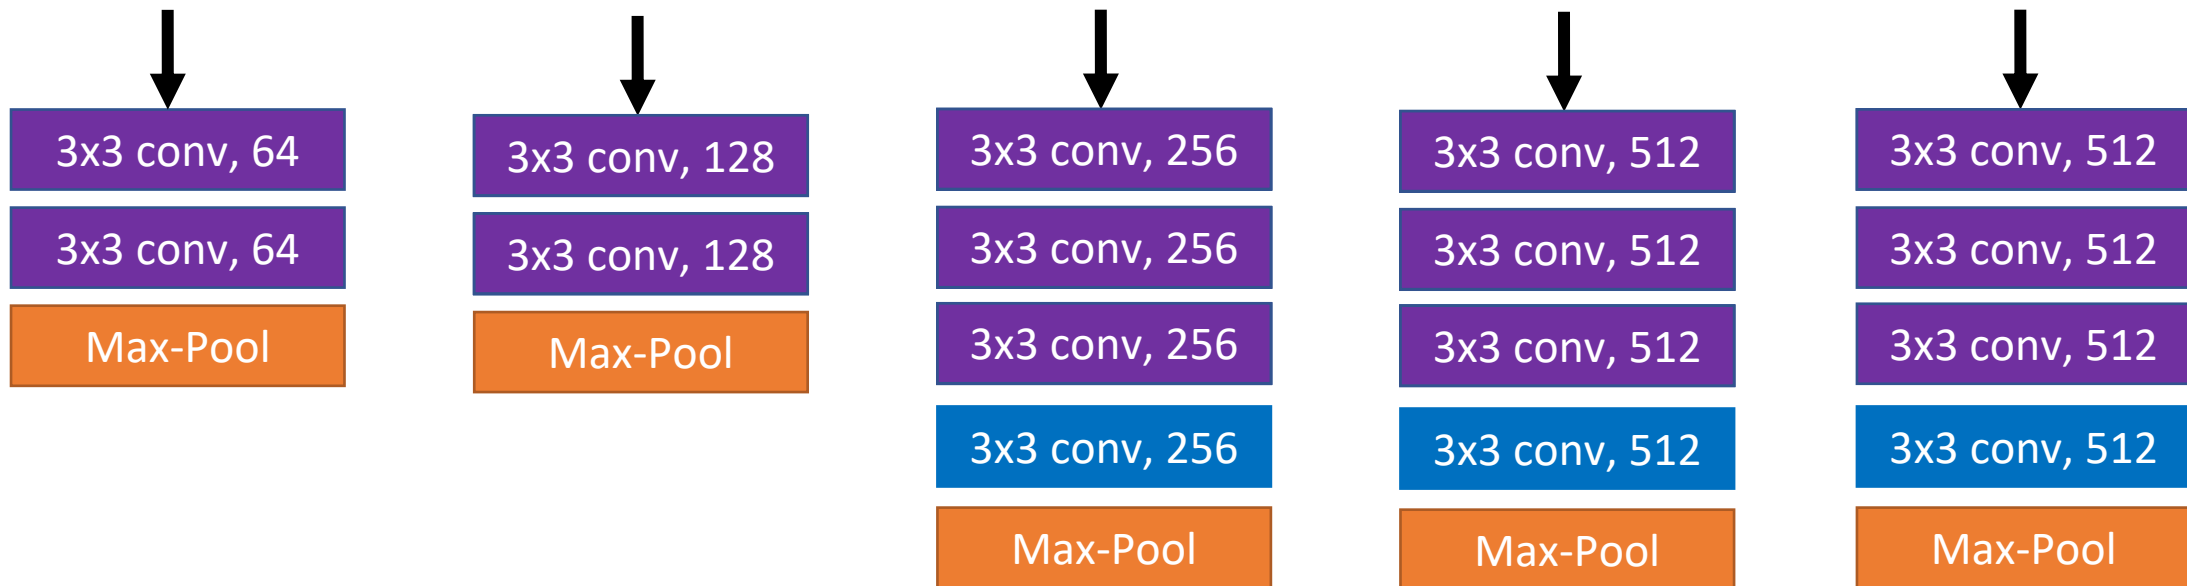 3x3 conv, 64
3x3 conv, 64
Max-Pool
3x3 conv, 128
3x3 conv, 128
Max-Pool
3x3 conv, 256
3x3 conv, 256
3x3 conv, 256
3x3 conv, 256
Max-Pool
3x3 conv, 512
3x3 conv, 512
3x3 conv, 512
3x3 conv, 512
Max-Pool
3x3 conv, 512
3x3 conv, 512
3x3 conv, 512
3x3 conv, 512
Max-Pool